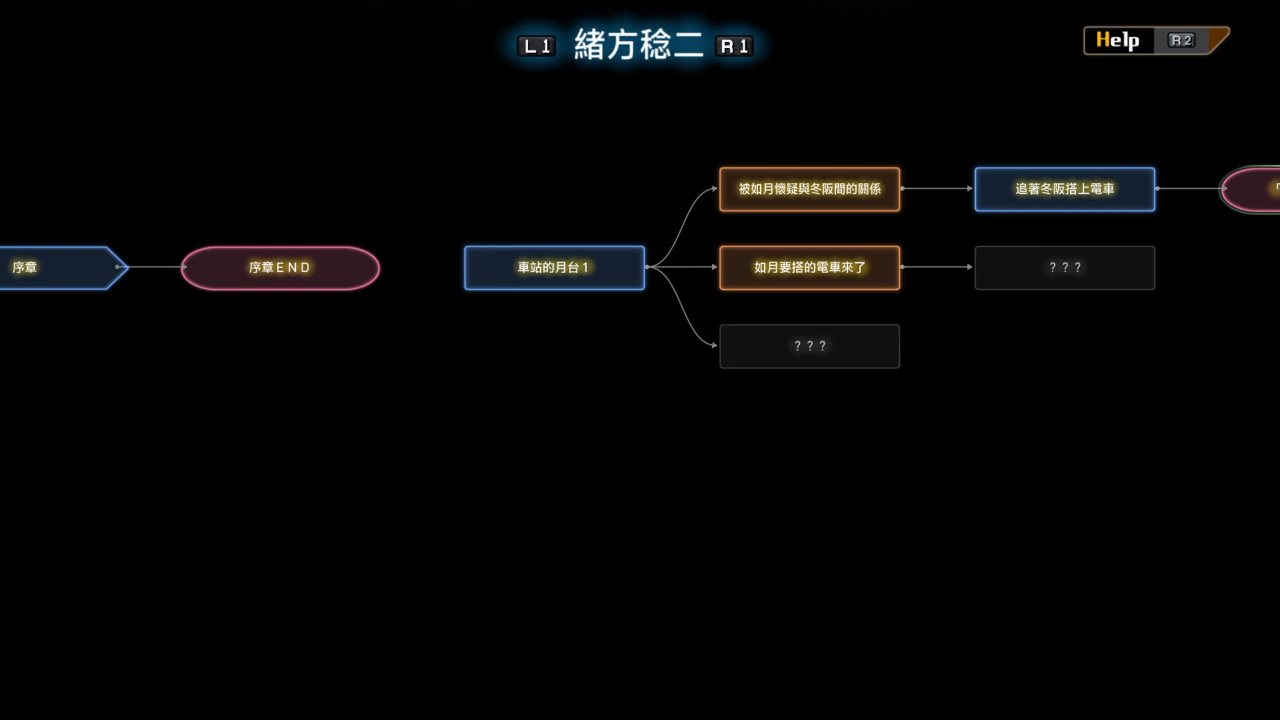 L1 緒方稔二 R1
Help R2
被如月懷疑與冬阪間的關係
追著冬阪搭上電車
序章
序章ＥＮＤ
車站的月台１
如月要搭的電車來了
？？？
？？？